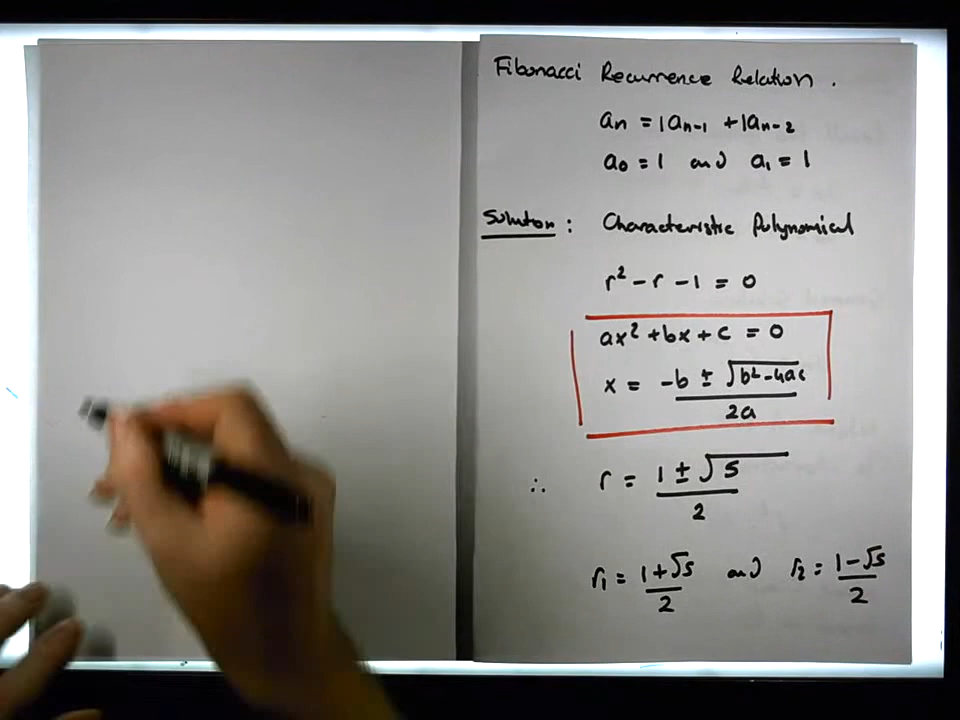 Fibonacci Recurrence Relation.
an = 1an-1 + 1an-2
a0 = 1 and a1 = 1
Solution: Characteristic Polynomial
r² - r - 1 = 0
ax² + bx + c = 0
x = -b ± √b² - 4ac
2a
∴ r = 1 ± √5
2
r1 = 1 + √5 and r2 = 1 - √5
2 2